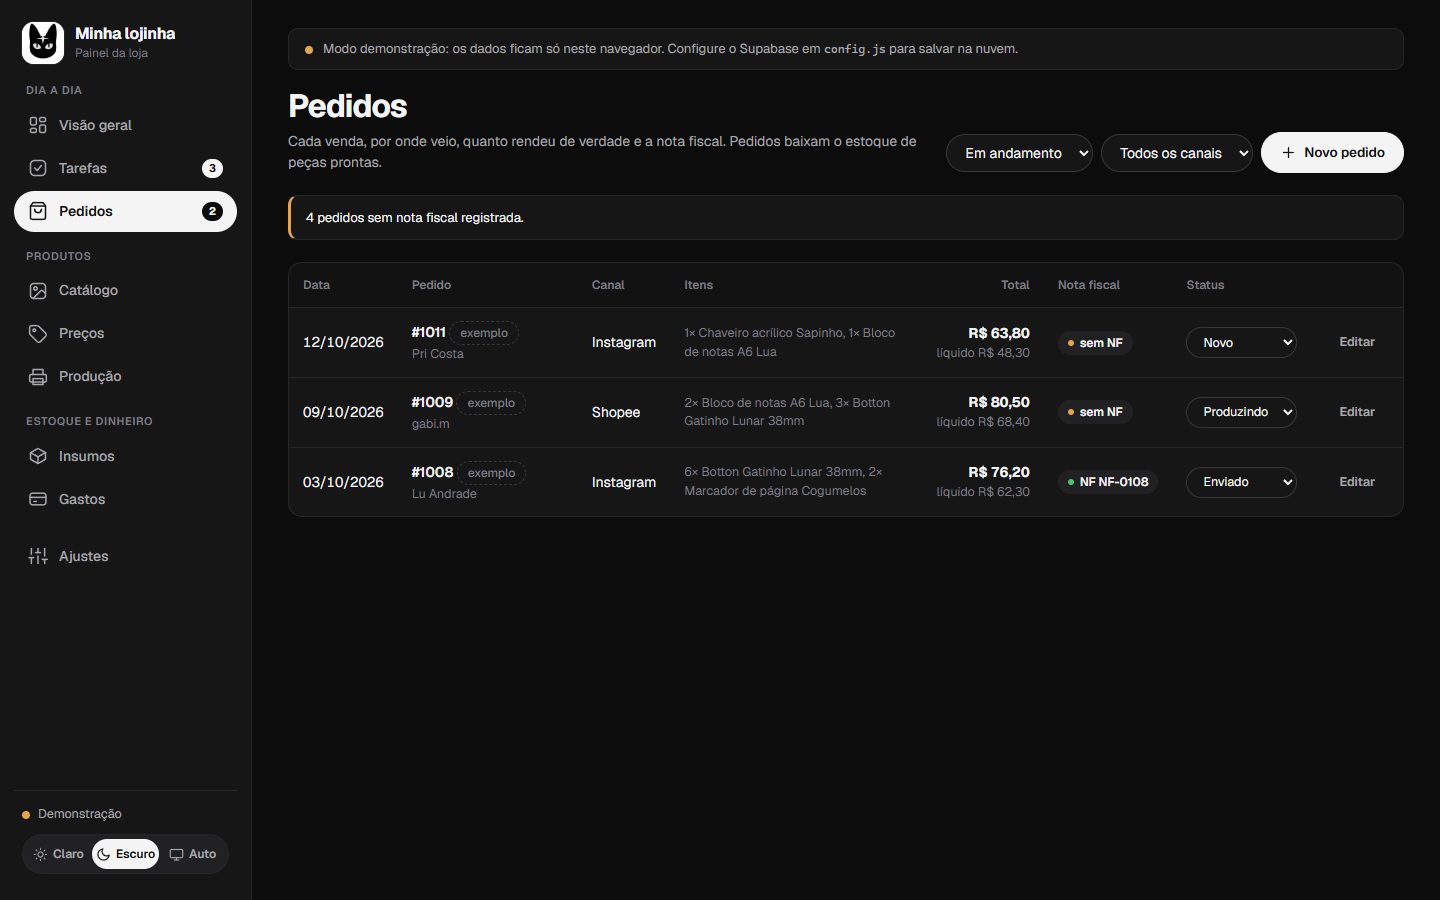 Minha lojinha
Painel da loja
DIA A DIA
Visão geral
Tarefas 3
Pedidos 2
PRODUTOS
Catálogo
Preços
Produção
ESTOQUE E DINHEIRO
Insumos
Gastos
Ajustes
Demonstração
Claro Escuro Auto
Modo demonstração: os dados ficam só neste navegador. Configure o Supabase em config.js para salvar na nuvem.
Pedidos
Cada venda, por onde veio, quanto rendeu de verdade e a nota fiscal. Pedidos baixam o estoque de
peças prontas.
Em andamento Todos os canais Novo pedido
4 pedidos sem nota fiscal registrada.
Data Pedido Canal Itens Total Nota fiscal Status
12/10/2026 #1011 exemplo Instagram 1× Chaveiro acrílico Sapinho, 1× Bloco R$ 63,80 sem NF Novo Editar
Pri Costa de notas A6 Lua líquido R$ 48,30
09/10/2026 #1009 exemplo Shopee 2× Bloco de notas A6 Lua, 3× Botton R$ 80,50 sem NF Produzindo Editar
gabi.m Gatinho Lunar 38mm líquido R$ 68,40
03/10/2026 #1008 exemplo Instagram 6× Botton Gatinho Lunar 38mm, 2× R$ 76,20 NF NF-0108 Enviado Editar
Lu Andrade Marcador de página Cogumelos líquido R$ 62,30